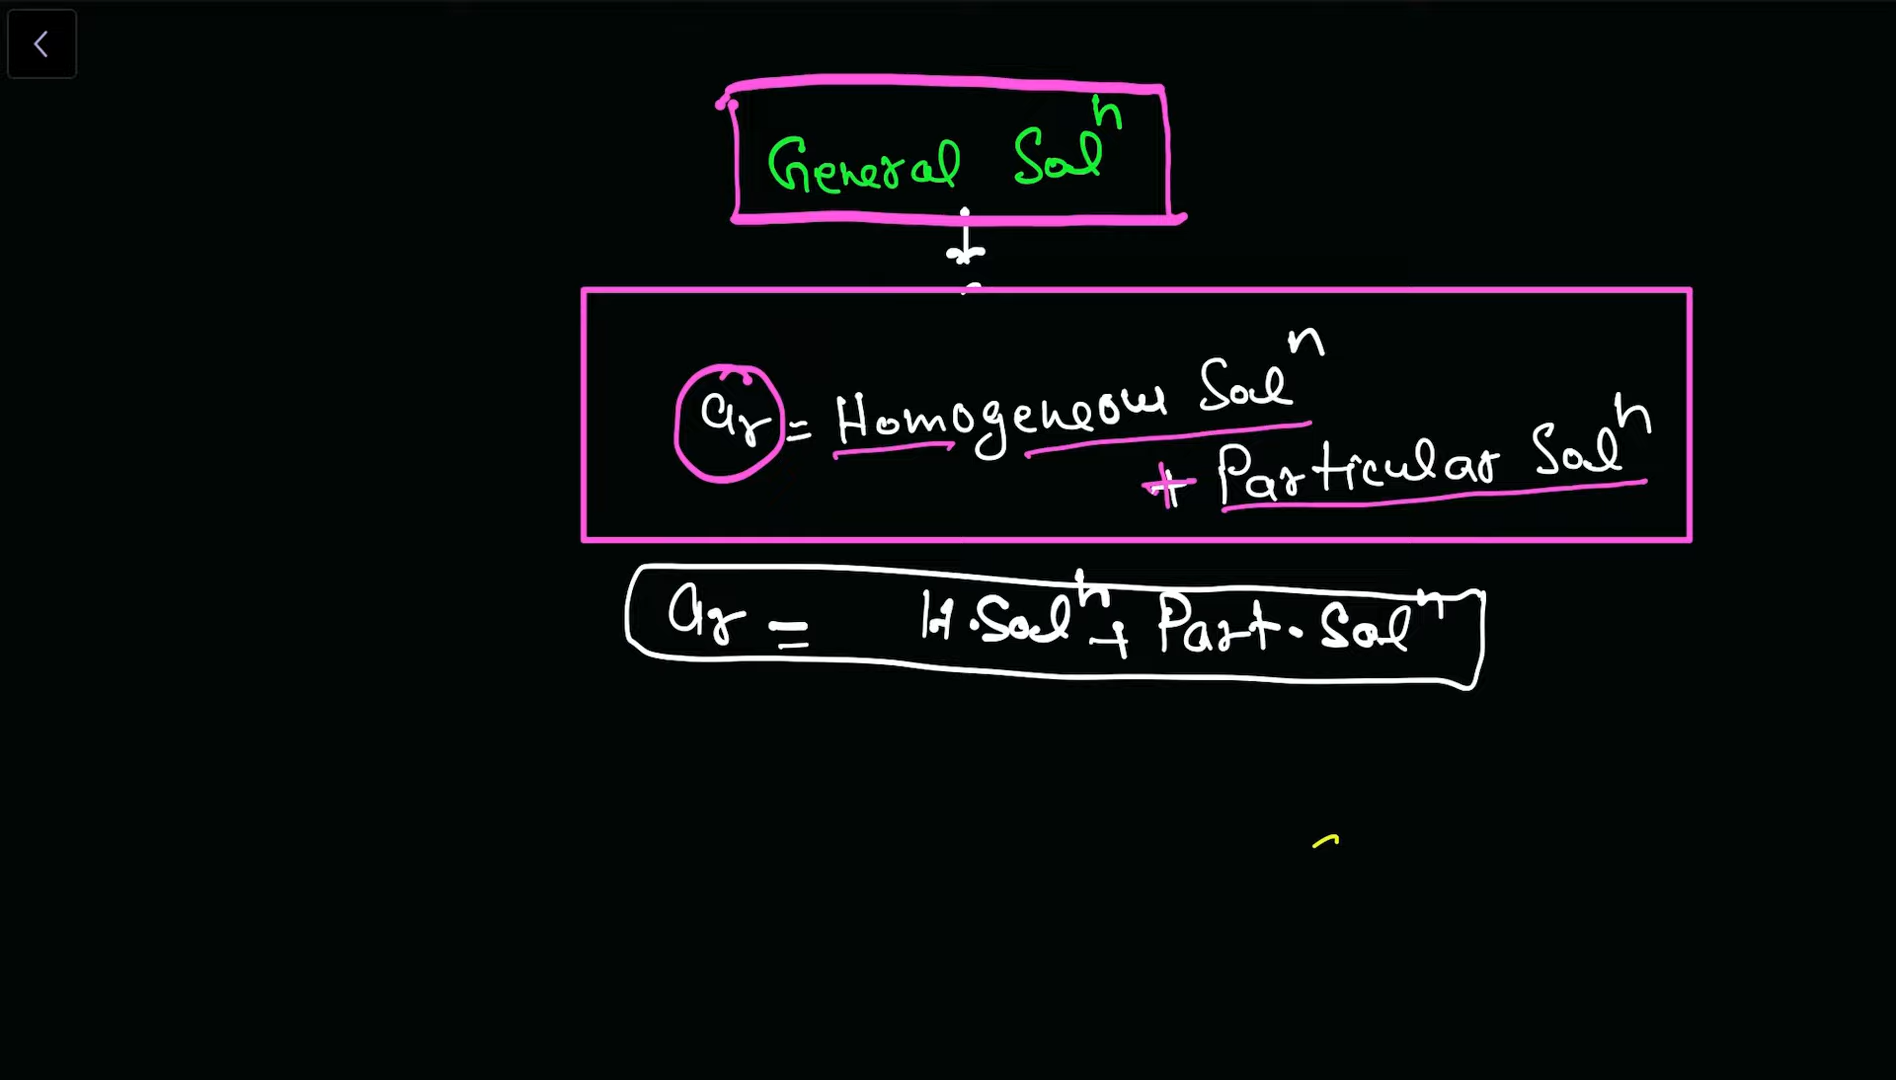 General Solⁿ
aᵣ = Homogeneous Solⁿ
+ Particular Solⁿ
aᵣ = H.Solⁿ + Part. Solⁿ